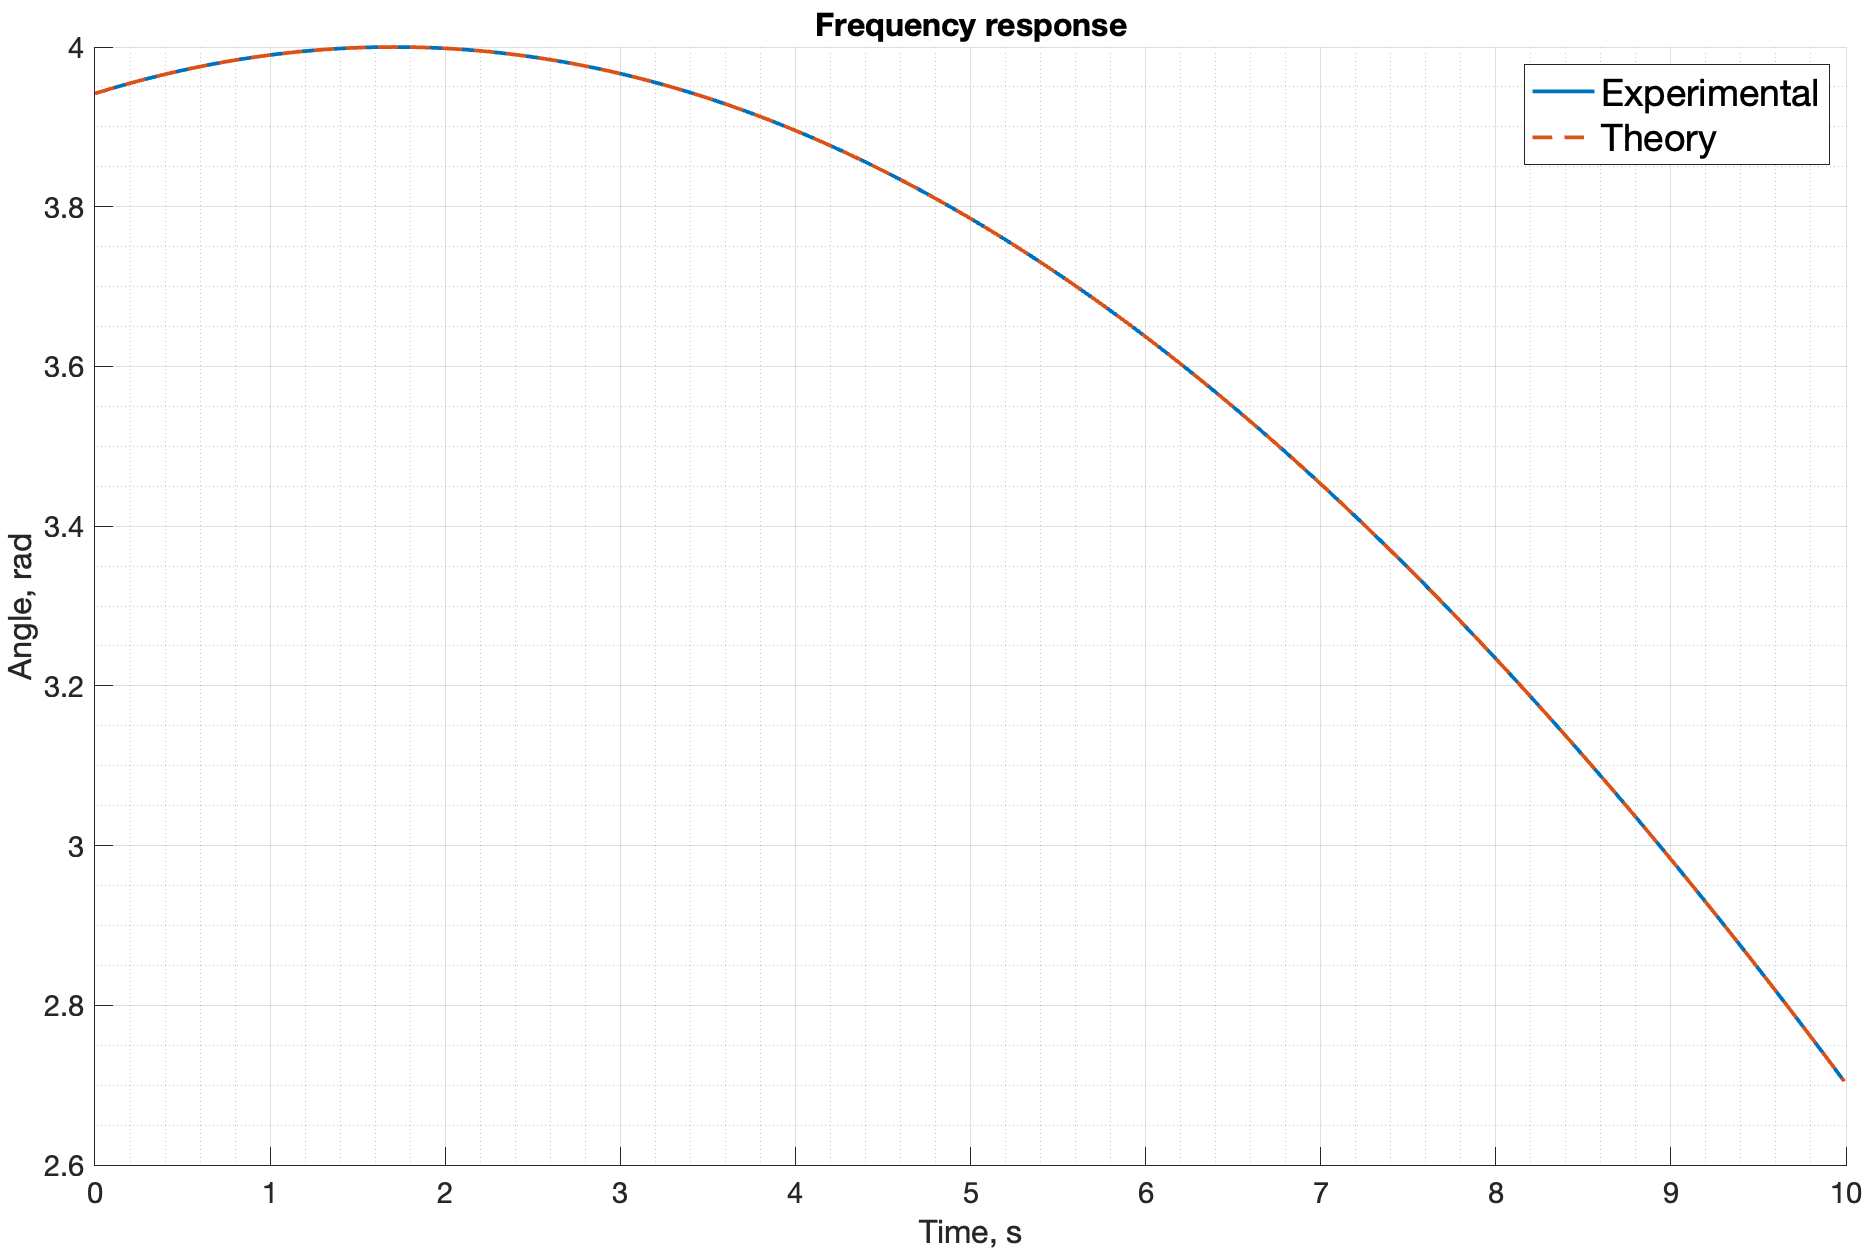 Frequency response
Experimental
Theory
Angle, rad
4
3.8
3.6
3.4
3.2
3
2.8
2.6
0 1 2 3 4 5 6 7 8 9 10
Time, s